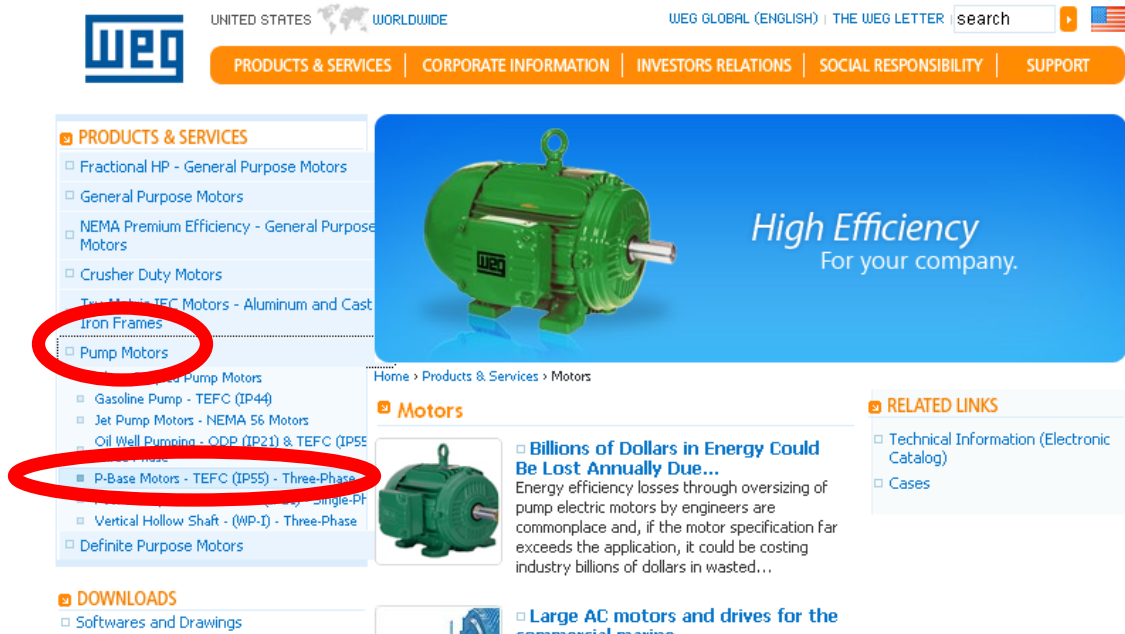 weg
UNITED STATES
WORLDWIDE
WEG GLOBAL (ENGLISH) | THE WEG LETTER |
search
PRODUCTS & SERVICES | CORPORATE INFORMATION | INVESTORS RELATIONS | SOCIAL RESPONSIBILITY | SUPPORT
PRODUCTS & SERVICES
Fractional HP - General Purpose Motors
General Purpose Motors
NEMA Premium Efficiency - General Purpose
Motors
Crusher Duty Motors
IEC Motors - Aluminum and Cast
Iron Frames
Pump Motors
Pump Motors
Gasoline Pump - TEFC (IP44)
Jet Pump Motors - NEMA 56 Motors
Oil Well Pumping - ODP (IP21) & TEFC (IP55
P-Base Motors - TEFC (IP55) - Three-Phase
Vertical Hollow Shaft - (WP-I) - Three-Phase
Definite Purpose Motors
DOWNLOADS
Softwares and Drawings
weg
High Efficiency
For your company.
Home › Products & Services › Motors
Motors
Billions of Dollars in Energy Could
Be Lost Annually Due...
Energy efficiency losses through oversizing of
pump electric motors by engineers are
commonplace and, if the motor specification far
exceeds the application, it could be costing
industry billions of dollars in wasted...
Large AC motors and drives for the
commercial marine
RELATED LINKS
Technical Information (Electronic
Catalog)
Cases